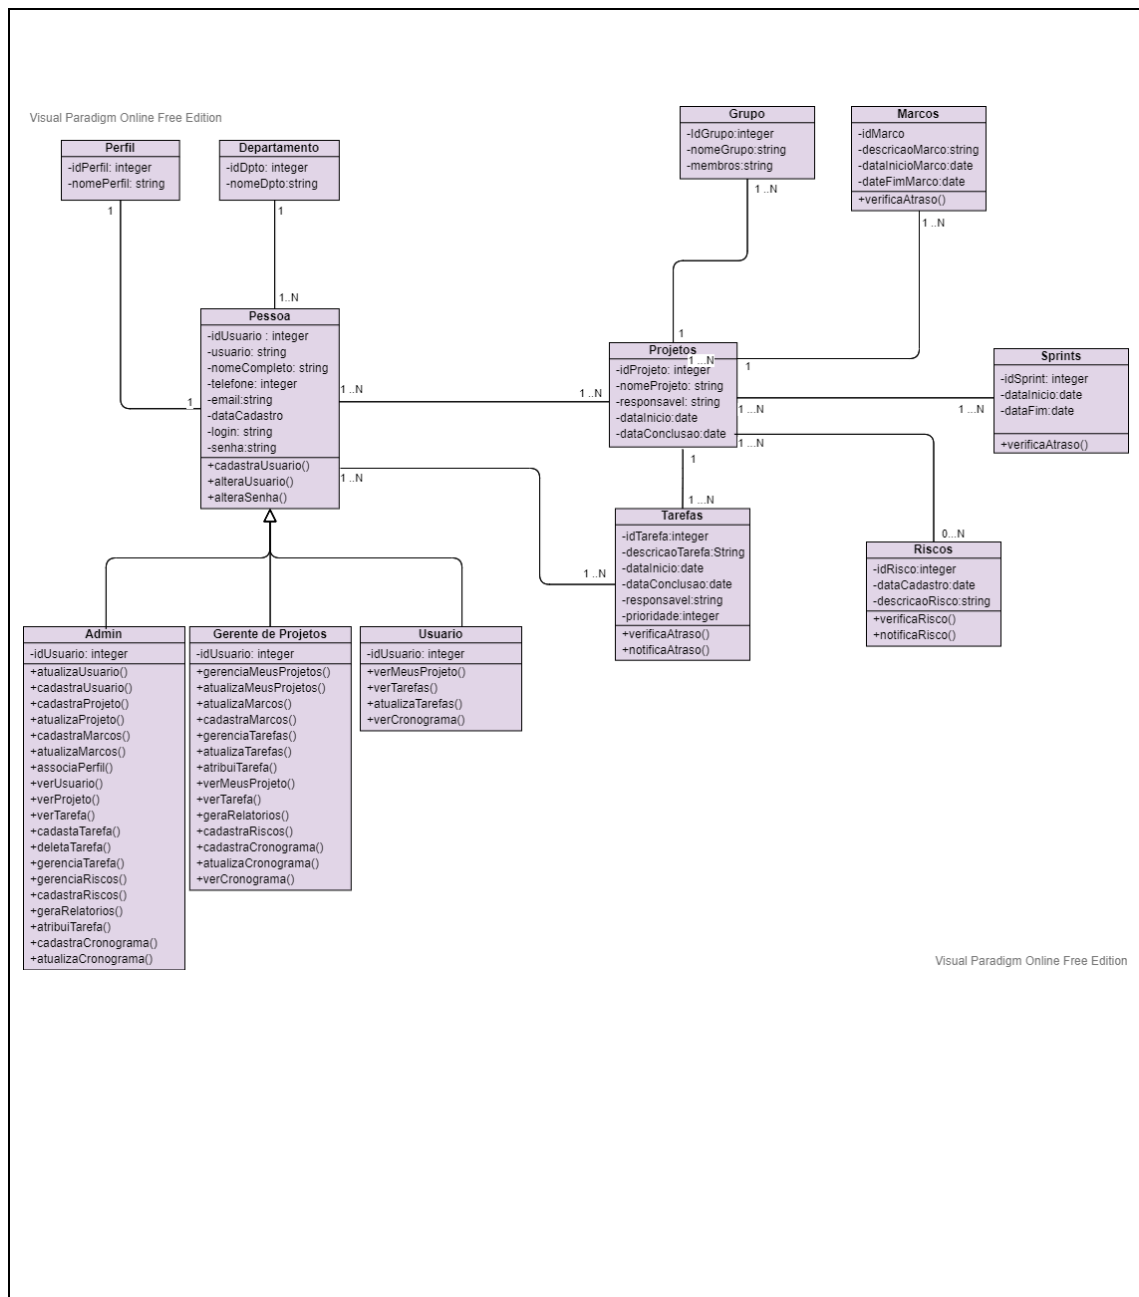 Visual Paradigm Online Free Edition
Perfil
-idPerfil: integer
-nomePerfil: string
1
Departamento
-idDpto: integer
-nomeDpto:string
1
Grupo
-IdGrupo:integer
-nomeGrupo:string
-membros:string
1 ..N
Marcos
-idMarco
-descricaoMarco:string
-dataInicioMarco:date
-dateFimMarco:date
+verificaAtraso()
1 ..N
1..N
Pessoa
-idUsuario : integer
-usuario: string
-nomeCompleto: string
-telefone: integer
-email:string
-dataCadastro
-login: string
-senha:string
+cadastraUsuario()
+alteraUsuario()
+alteraSenha()
1
1 ..N
1 ..N
1 ..N
1
Projetos
-idProjeto: integer
-nomeProjeto: string
-responsavel: string
-dataInicio:date
-dataConclusao:date
1 ...N
1
1 ...N
1 ...N
1 ...N
Sprints
-idSprint: integer
-dataInicio:date
-dataFim:date
+verificaAtraso()
1
1 ...N
Tarefas
-idTarefa:integer
-descricaoTarefa:String
-dataInicio:date
-dataConclusao:date
-responsavel:string
-prioridade:integer
+verificaAtraso()
+notificaAtraso()
1 ..N
0...N
Riscos
-idRisco:integer
-dataCadastro:date
-descricaoRisco:string
+verificaRisco()
+notificaRisco()
Admin
-idUsuario: integer
+atualizaUsuario()
+cadastraUsuario()
+cadastraProjeto()
+atualizaProjeto()
+cadastraMarcos()
+atualizaMarcos()
+associaPerfil()
+verUsuario()
+verProjeto()
+verTarefa()
+cadastaTarefa()
+deletaTarefa()
+gerenciaTarefa()
+gerenciaRiscos()
+cadastraRiscos()
+geraRelatorios()
+atribuiTarefa()
+cadastraCronograma()
+atualizaCronograma()
Gerente de Projetos
-idUsuario: integer
+gerenciaMeusProjetos()
+atualizaMeusProjetos()
+atualizaMarcos()
+cadastraMarcos()
+gerenciaTarefas()
+atualizaTarefas()
+atribuiTarefa()
+verMeusProjeto()
+verTarefa()
+geraRelatorios()
+cadastraRiscos()
+cadastraCronograma()
+atualizaCronograma()
+verCronograma()
Usuario
-idUsuario: integer
+verMeusProjeto()
+verTarefas()
+atualizaTarefas()
+verCronograma()
Visual Paradigm Online Free Edition